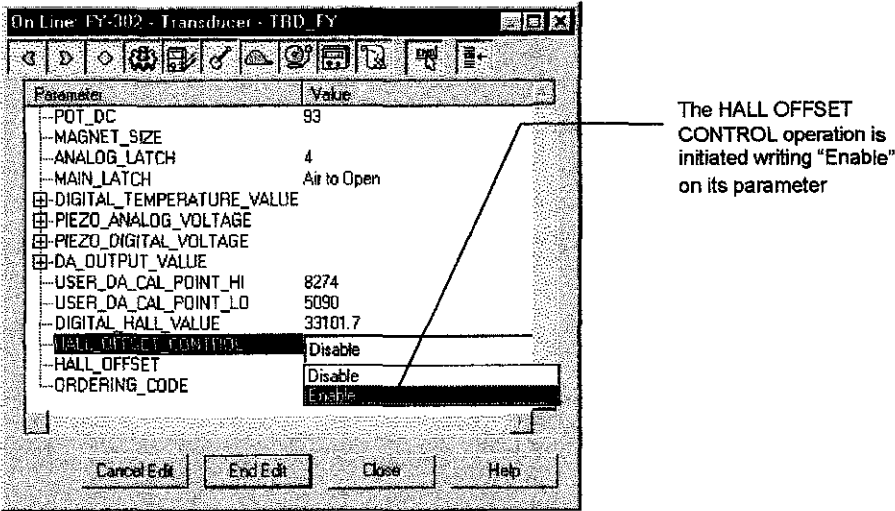 On Line: FY-302 - Transducer - TRD_FY
Parameter Value
POT_DC 93
MAGNET_SIZE
ANALOG_LATCH 4
MAIN_LATCH Air to Open
DIGITAL_TEMPERATURE_VALUE
PIEZO_ANALOG_VOLTAGE
PIEZO_DIGITAL_VOLTAGE
DA_OUTPUT_VALUE
USER_DA_CAL_POINT_HI 8274
USER_DA_CAL_POINT_LO 5090
DIGITAL_HALL_VALUE 33101.7
HALL_OFFSET_CONTROL Disable
HALL_OFFSET Disable
ORDERING_CODE Enable
Cancel Edit End Edit Close Help
The HALL OFFSET
CONTROL operation is
initiated writing “Enable”
on its parameter